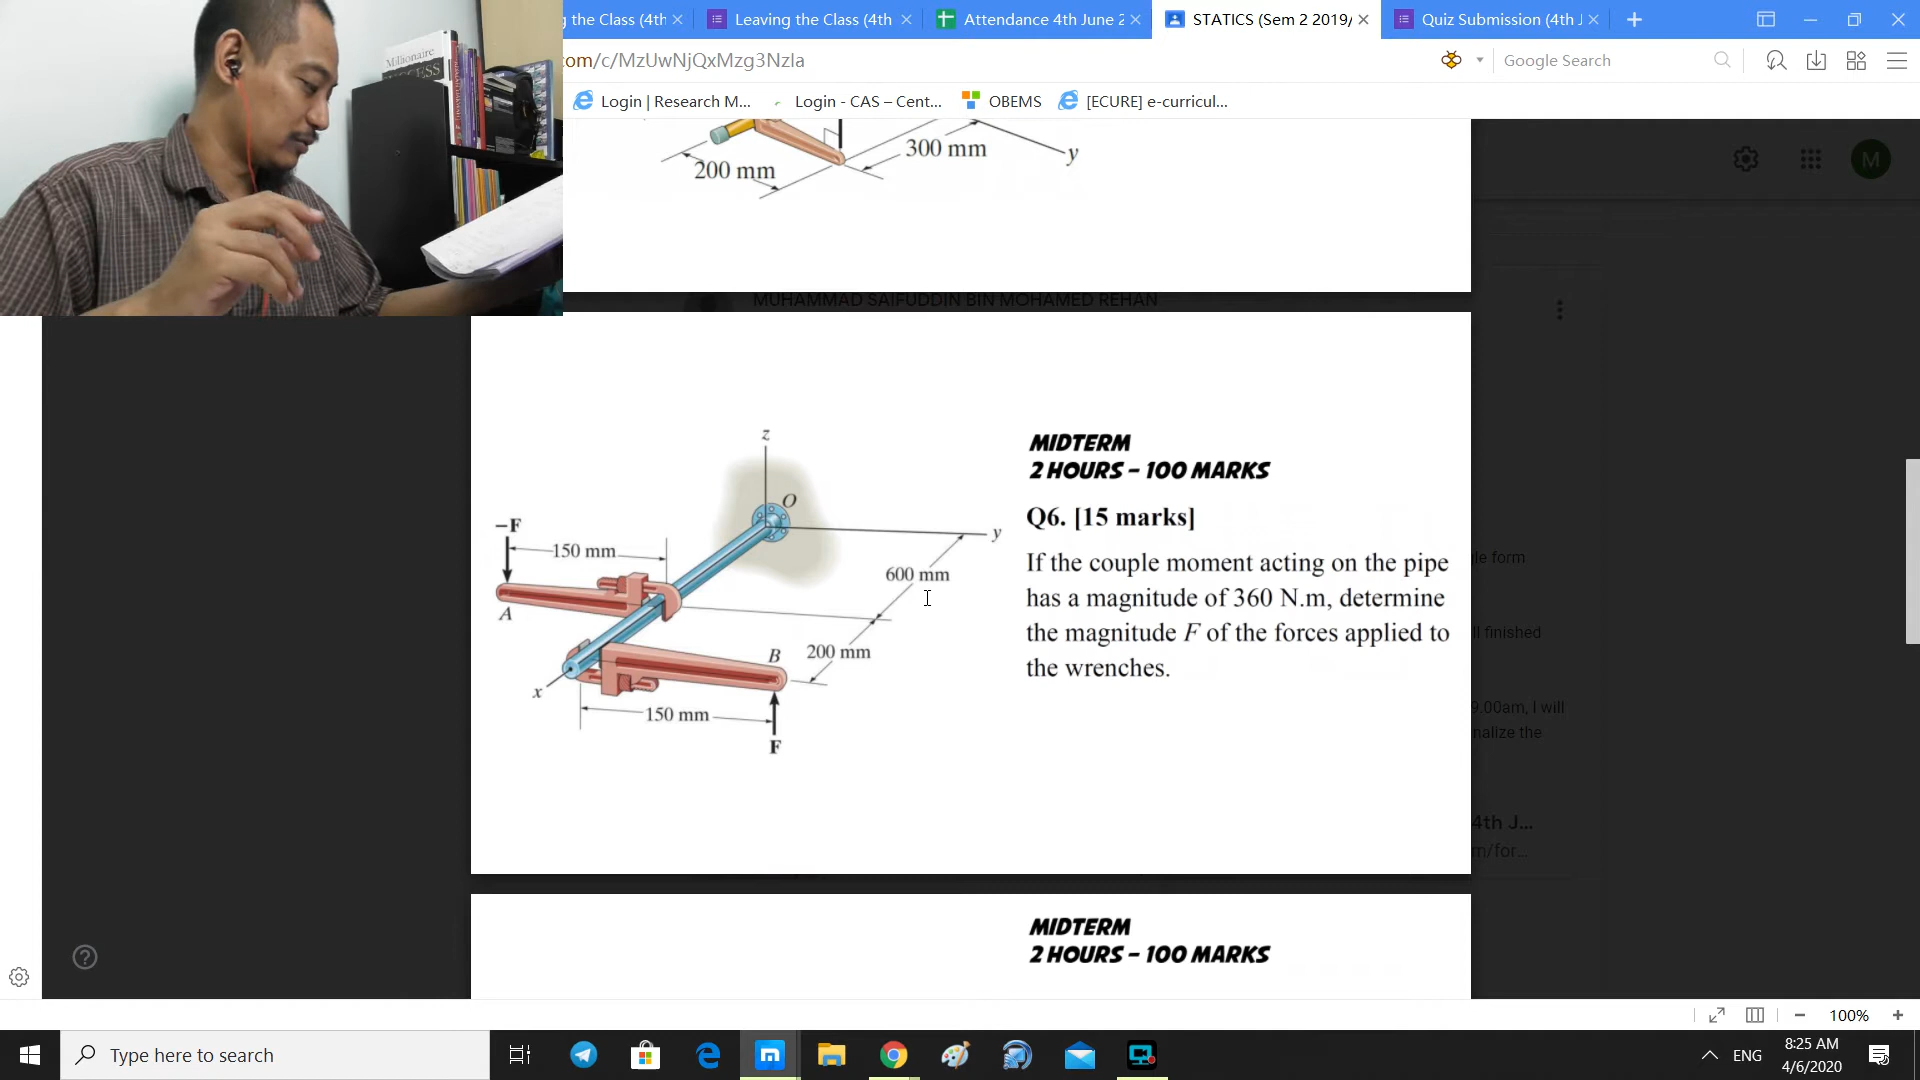 g the Class (4th
Leaving the Class (4th
Attendance 4th June 2
STATICS (Sem 2 2019/
Quiz Submission (4th J
com/c/MzUwNjQxMzg3Nzla
Google Search
Login | Research M...
Login - CAS – Cent...
OBEMS
[ECURE] e-curricul...
Millionaire
200 mm
300 mm
y
M
MUHAMMAD SAIFUDDIN BIN MOHAMED REHAN
z
O
y
–F
150 mm
A
600 mm
200 mm
B
x
150 mm
F
MIDTERM
2 HOURS – 100 MARKS
Q6. [15 marks]
If the couple moment acting on the pipe
has a magnitude of 360 N.m, determine
the magnitude F of the forces applied to
the wrenches.
le form
ll finished
9.00am, I will
nalize the
4th J...
m/for...
MIDTERM
2 HOURS – 100 MARKS
100%
Type here to search
ENG
8:25 AM
4/6/2020